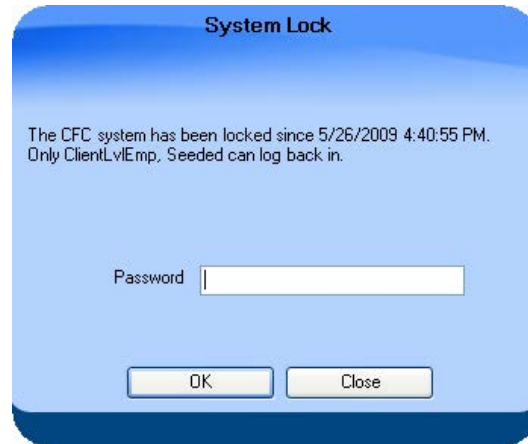 System Lock
The CFC system has been locked since 5/26/2009 4:40:55 PM.
Only ClientLvlEmp, Seeded can log back in.
Password
OK Close